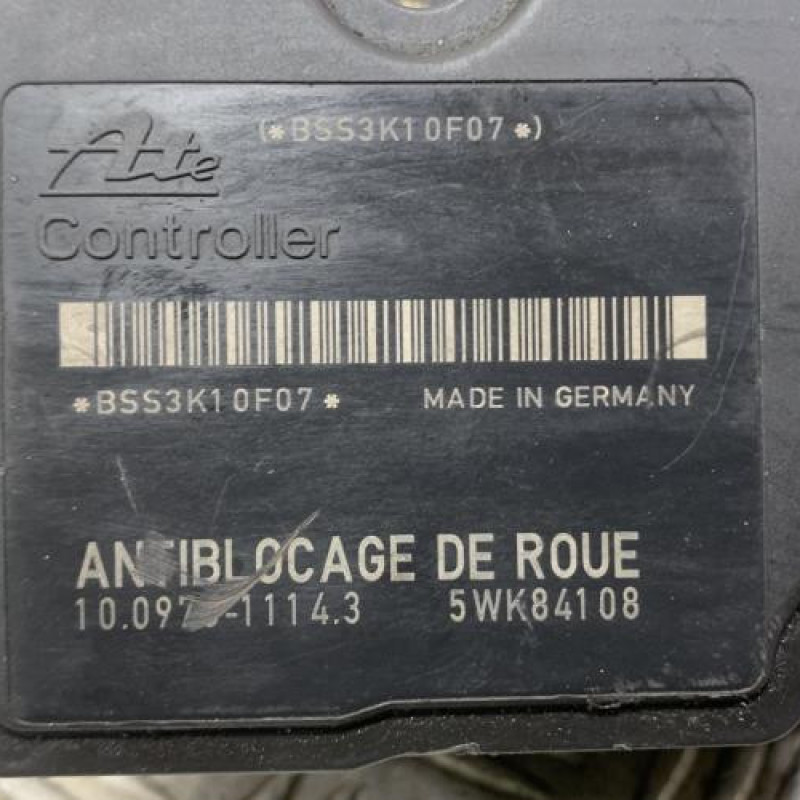 (*BSS3K10F07*)
Ate
Controller
*BSS3K10F07* MADE IN GERMANY
ANTIBLOCAGE DE ROUE
5WK84108